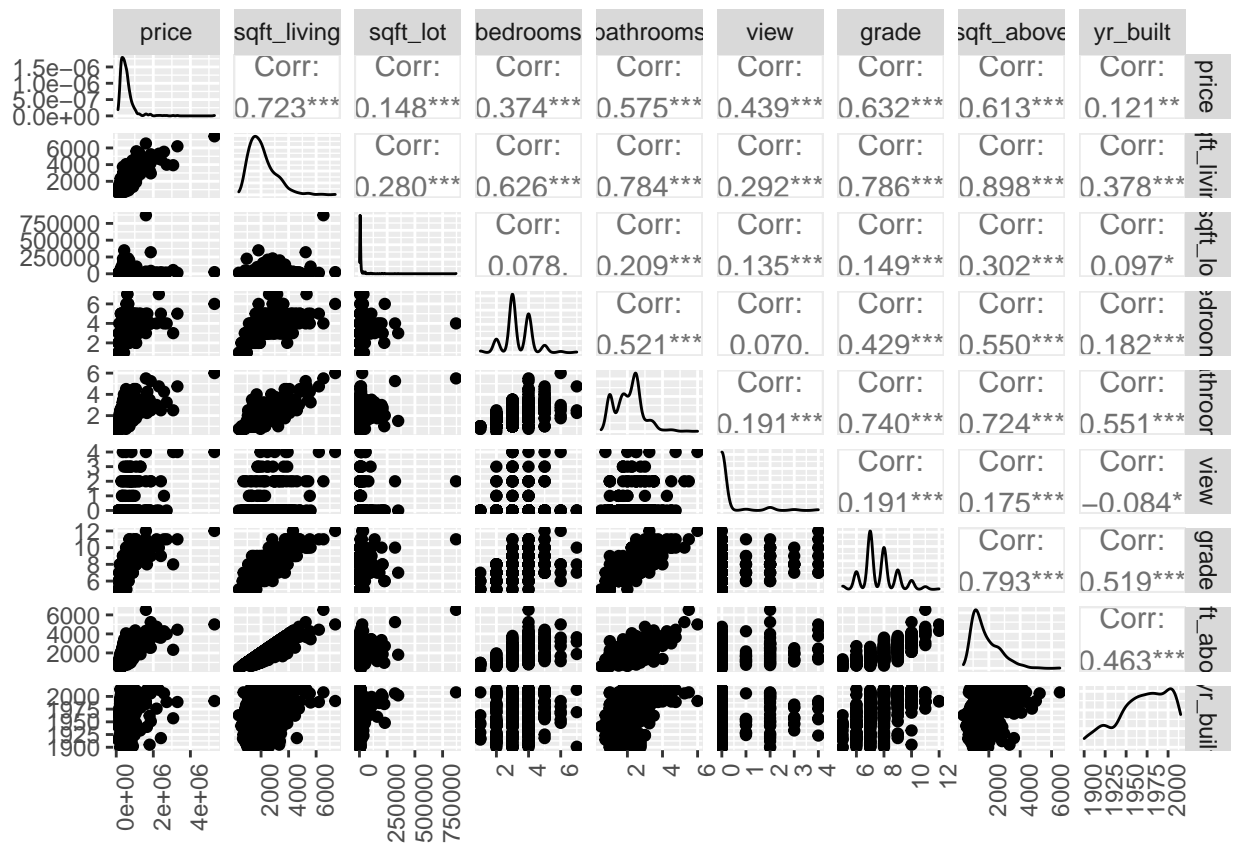 price sqft_living sqft_lot bedrooms bathrooms view grade sqft_above yr_built
1.5e−06 Corr: Corr: Corr: Corr: Corr: Corr: Corr: Corr: price
1.0e−06
5.0e−07
0.0e+00 0.723*** 0.148*** 0.374*** 0.575*** 0.439*** 0.632*** 0.613*** 0.121**
6000 Corr: Corr: Corr: Corr: Corr: Corr: Corr: ft_livin
4000
2000 0.280*** 0.626*** 0.784*** 0.292*** 0.786*** 0.898*** 0.378***
750000 Corr: Corr: Corr: Corr: Corr: Corr: sqft_lo
500000
250000
0 0.078. 0.209*** 0.135*** 0.149*** 0.302*** 0.097*
6 Corr: Corr: Corr: Corr: Corr: edroom
4
2 0.521*** 0.070. 0.429*** 0.550*** 0.182***
6 Corr: Corr: Corr: Corr: throor
4
2 0.191*** 0.740*** 0.724*** 0.551***
4 Corr: Corr: Corr: view
3
2
1
0 0.191*** 0.175*** −0.084*
12 Corr: Corr: grade
10
8
6 0.793*** 0.519***
6000 Corr: ft_abo
4000
2000 0.463***
2000 yr_buil
1975
1950
1925
1900
0e+00 2e+06 4e+06 2000 4000 6000 0 250000 500000 750000 2 4 6 2 4 6 0 1 2 3 4 6 8 10 12 2000 4000 6000 1900 1925 1950 1975 2000